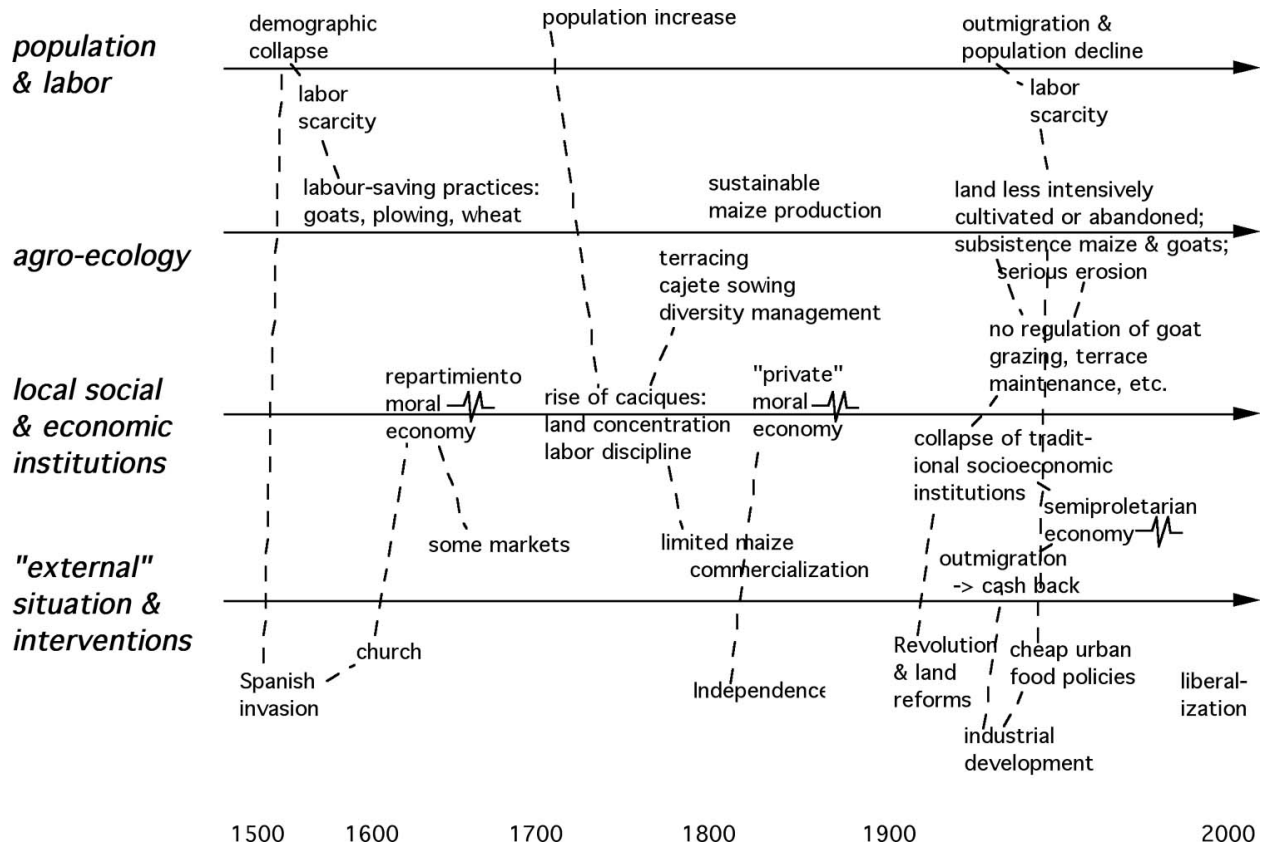 population
& labor
demographic
collapse
population increase
outmigration &
population decline
labor
scarcity
labor
scarcity
agro-ecology
labour-saving practices:
goats, plowing, wheat
sustainable
maize production
land less intensively
cultivated or abandoned;
subsistence maize & goats;
serious erosion
terracing
cajete sowing
diversity management
no regulation of goat
grazing, terrace
maintenance, etc.
local social
& economic
institutions
repartimiento
moral
economy
rise of caciques:
land concentration
labor discipline
"private"
moral
economy
collapse of tradit-
ional socioeconomic
institutions
semiproletarian
economy
some markets
limited maize
commercialization
outmigration
-> cash back
"external"
situation &
interventions
Spanish
invasion
church
Independence
Revolution
& land
reforms
cheap urban
food policies
industrial
development
liberal-
ization
1500 1600 1700 1800 1900 2000